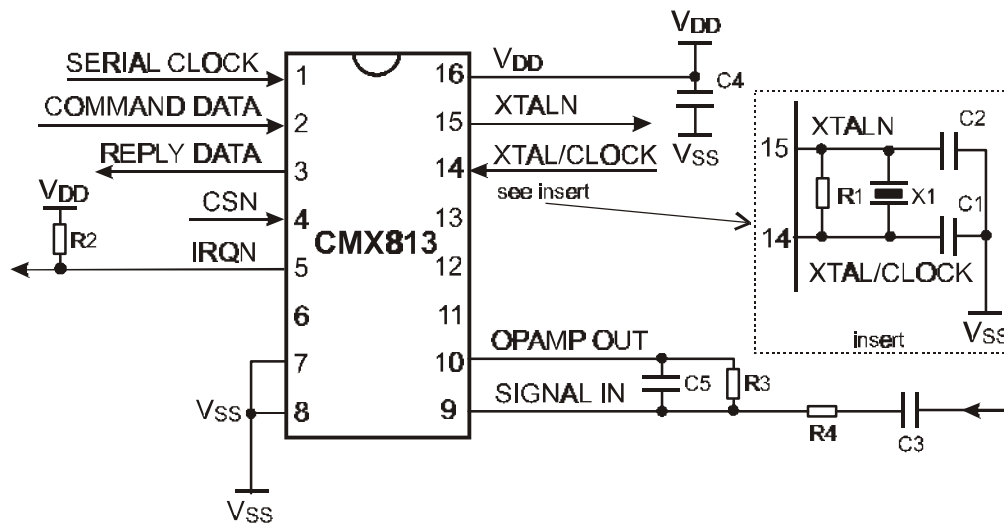 SERIAL CLOCK
COMMAND DATA
REPLY DATA
VDD
R2
CSN
IRQN
VSS
VSS
1
2
3
4
5
6
7
8
CMX813
16
15
14
13
12
11
10
9
VDD
VDD
C4
VSS
XTALN
XTAL/CLOCK
see insert
OPAMP OUT
SIGNAL IN
C5
R3
R4
C3
15
XTALN
C2
R1
X1
C1
14
XTAL/CLOCK
VSS
insert